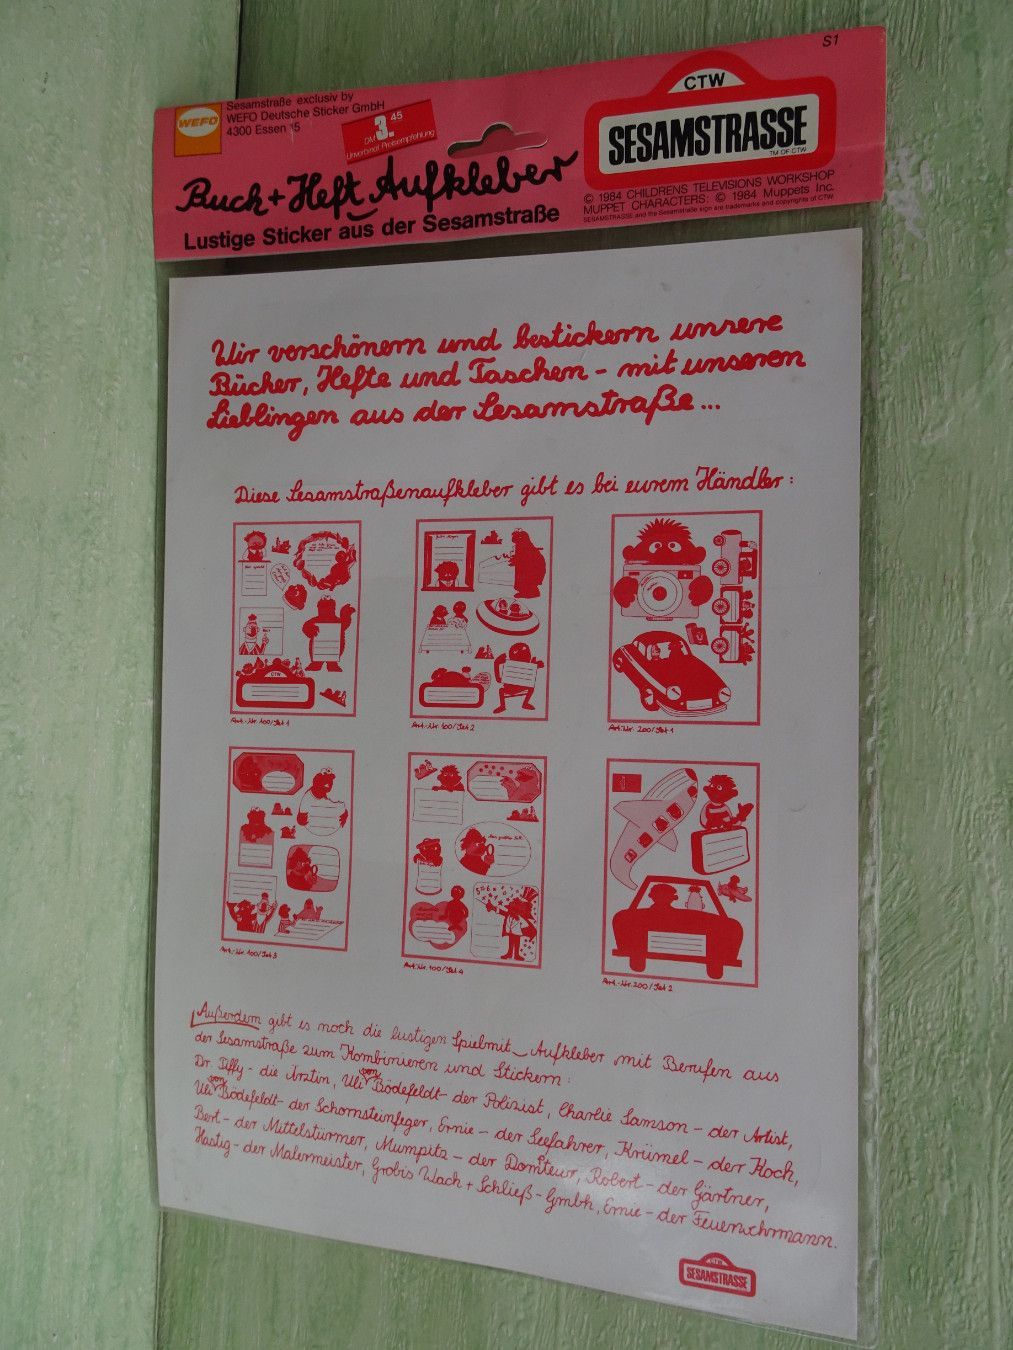 S1
WEFO
Sesamstraße exclusiv by
WEFO Deutsche Sticker GmbH
4300 Essen 15
DM 3.45
Unverbindl. Preisempfehlung
CTW
SESAMSTRASSE
TM OF CTW
Buch + Heft Aufkleber
Lustige Sticker aus der Sesamstraße
© 1984 CHILDRENS TELEVISIONS WORKSHOP
MUPPET CHARACTERS: © 1984 Muppets Inc.
SESAMSTRASSE and the Sesamstraße sign are trademarks and copyrights of CTW
Wir verschönern und bestickern unsere
Bücher, Hefte und Taschen - mit unseren
Lieblingen aus der Sesamstraße...
Diese Sesamstraßenaufkleber gibt es bei eurem Händler:
CTW
Art.-Nr. 100/Set 1
Art.-Nr. 100/Set 2
Art.-Nr. 200/Set 1
Art.-Nr. 100/Set 3
Art.-Nr. 100/Set 4
Art.-Nr. 200/Set 2
Außerdem gibt es noch die lustigen Spielmit-Aufkleber mit Berufen aus
der Sesamstraße zum Kombinieren und Stickern:
Dr. Tiffy - die Ärztin, Uli von Bödefeldt - der Polizist, Charlie Samson - der Artist,
Uli von Bödefeldt - der Schornsteinfeger, Ernie - der Seefahrer, Krümel - der Koch,
Bert - der Mittelstürmer, Mumpitz - der Dompteur, Robert - der Gärtner,
Hastig - der Malermeister, Grobis Wach + Schließ - GmbH, Ernie - der Feuerwehrmann.
CTW
SESAMSTRASSE